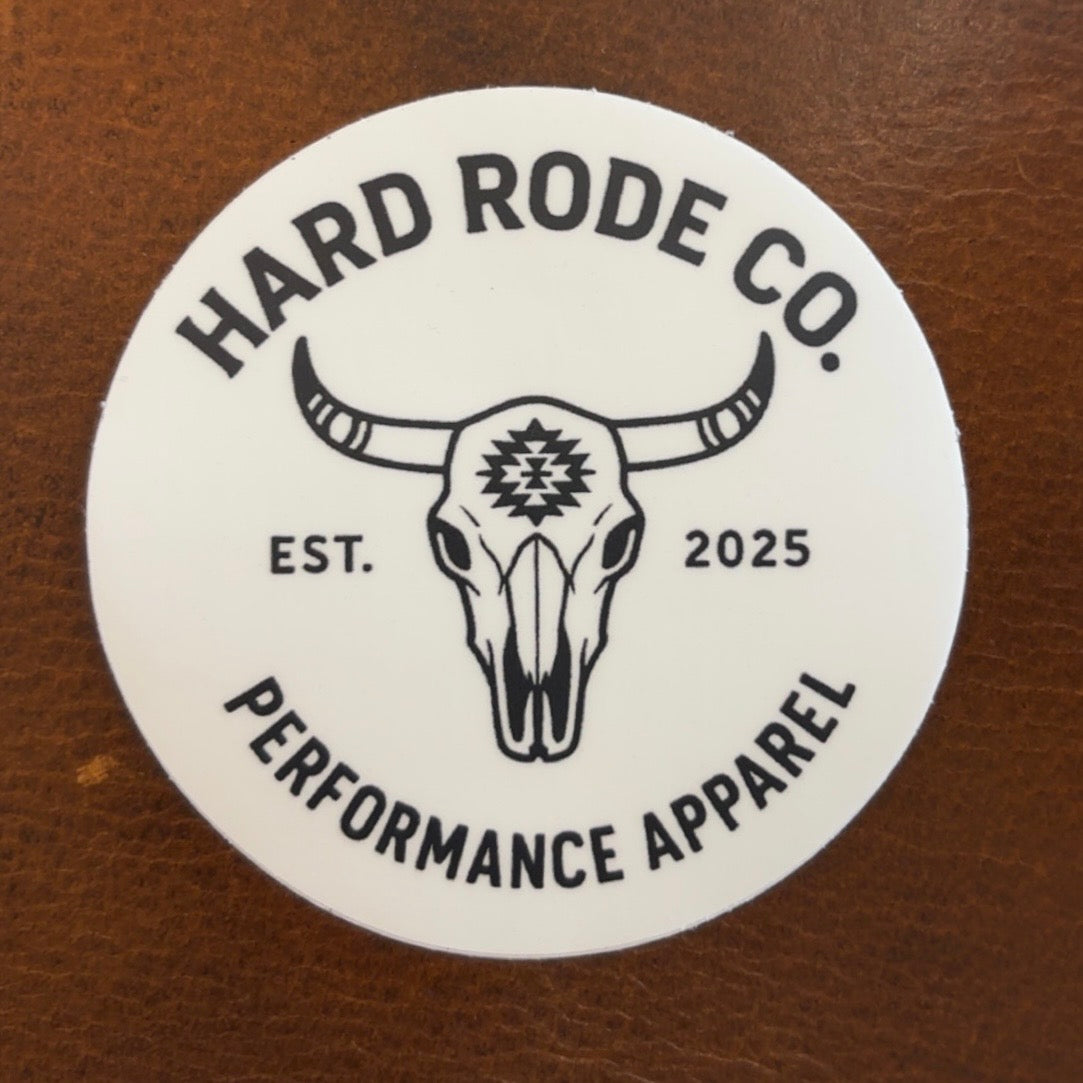 HARD RODE CO.
EST. 2025
PERFORMANCE APPAREL